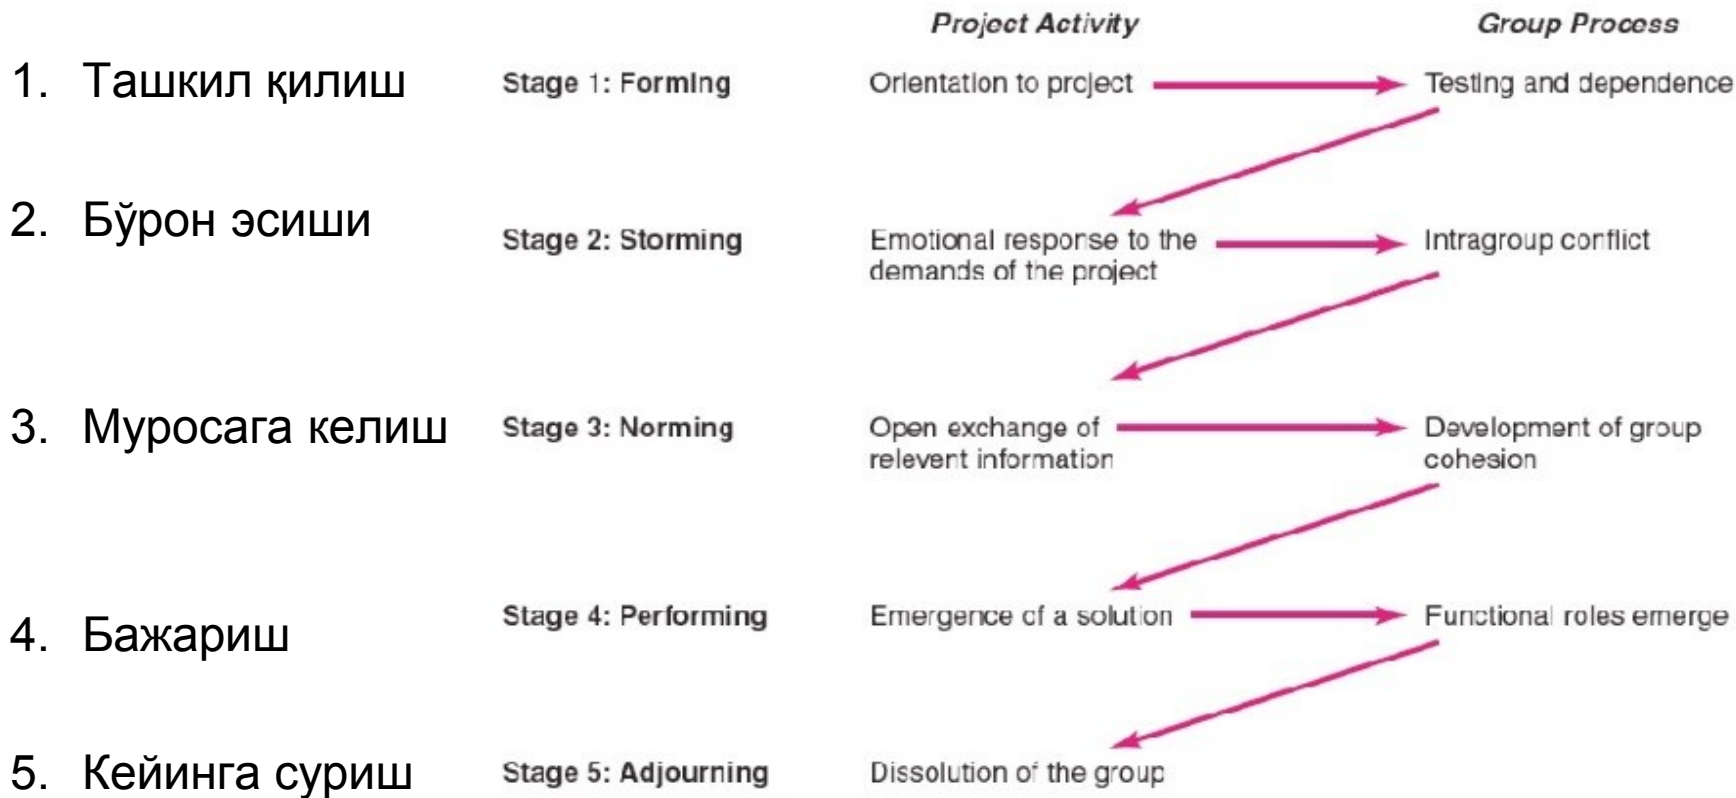 Project Activity Group Process
1. Ташкил қилиш Stage 1: Forming Orientation to project Testing and dependence
2. Бўрон эсиши Stage 2: Storming Emotional response to the Intragroup conflict
demands of the project
3. Муросага келиш Stage 3: Norming Open exchange of Development of group
relevent information cohesion
4. Бажариш Stage 4: Performing Emergence of a solution Functional roles emerge
5. Кейинга суриш Stage 5: Adjourning Dissolution of the group